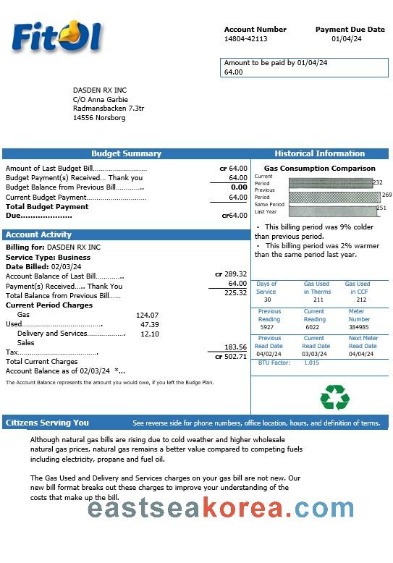 FitOl
Account Number
14804-42113
Payment Due Date
01/04/24
Amount to be paid by 01/04/24
64.00
DASDEN RX INC
C/O Anna Garbie
Radmansbacken 7.3tr
14556 Norsborg
Budget Summary
Amount of Last Budget Bill............................ cr 64.00
Budget Payment(s) Received... Thank you 64.00
Budget Balance from Previous Bill.......... 0.00
Current Budget Payment.................... 64.00
Total Budget Payment
Due..................... cr64.00
Account Activity
Billing for: DASDEN RX INC
Service Type: Business
Date Billed: 02/03/24
Account Balance of Last Bill........... cr 289.32
Payment(s) Received..... Thank You 64.00
Total Balance from Previous Bill...... 225.32
Current Period Charges
Gas 124.07
Used........................... 47.39
Delivery and Services................. 12.10
Sales
Tax........................... 183.56
Total Current Charges cr 502.71
Account Balance as of 02/03/24 *...
The Account Balance represents the amount you would owe, if you left the Budget Plan.
Historical Information
Gas Consumption Comparison
Current
Period 232
Previous
Period 269
Same Period
Last Year 251
- This billing period was 9% colder
than previous period.
- This billing period was 2% warmer
than the same period last year.
Days of Gas Used Gas Used
Service in Therms in CCF
30 211 212
Previous Current Meter
Reading Reading Number
5927 6022 384985
Previous Current Next Meter
Read Date Read Date Read Date
04/02/24 03/03/24 04/04/24
BTU Factor: 1.015
Citizens Serving You
See reverse side for phone numbers, office location, hours, and definition of terms.
Although natural gas bills are rising due to cold weather and higher wholesale
natural gas prices, natural gas remains a better value compared to competing fuels
including electricity, propane and fuel oil.
The Gas Used and Delivery and Services charges on your gas bill are not new. Our
new bill format breaks out these charges to improve your understanding of the
costs that make up the bill.
eastseakorea.com